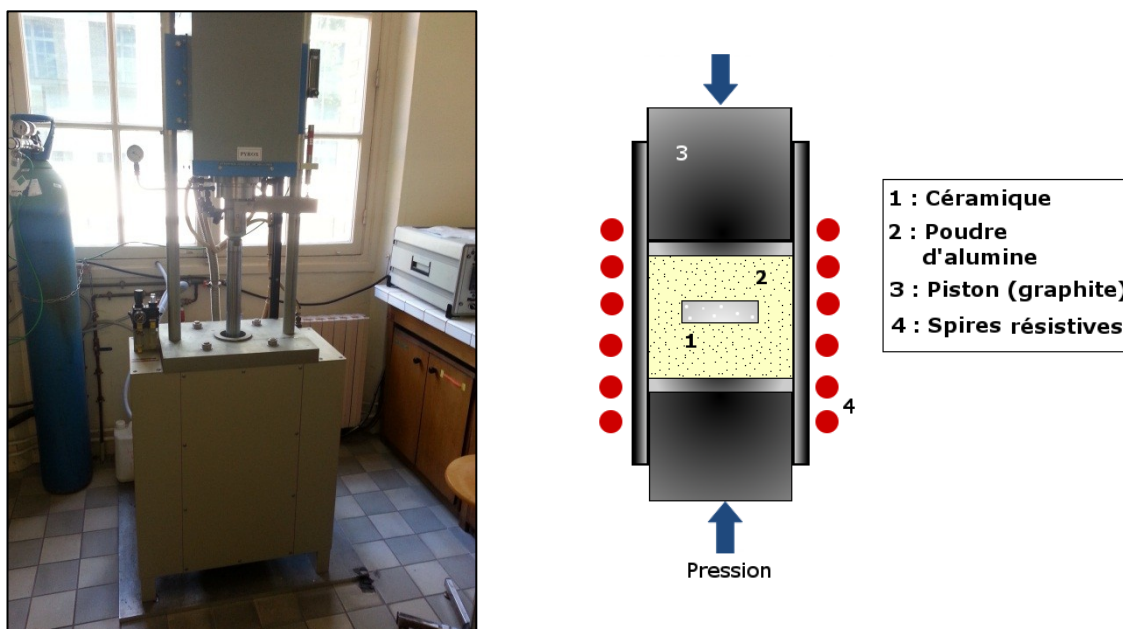 3
2
1
4
Pression
1 : Céramique
2 : Poudre
d'alumine
3 : Piston (graphite)
4 : Spires résistives